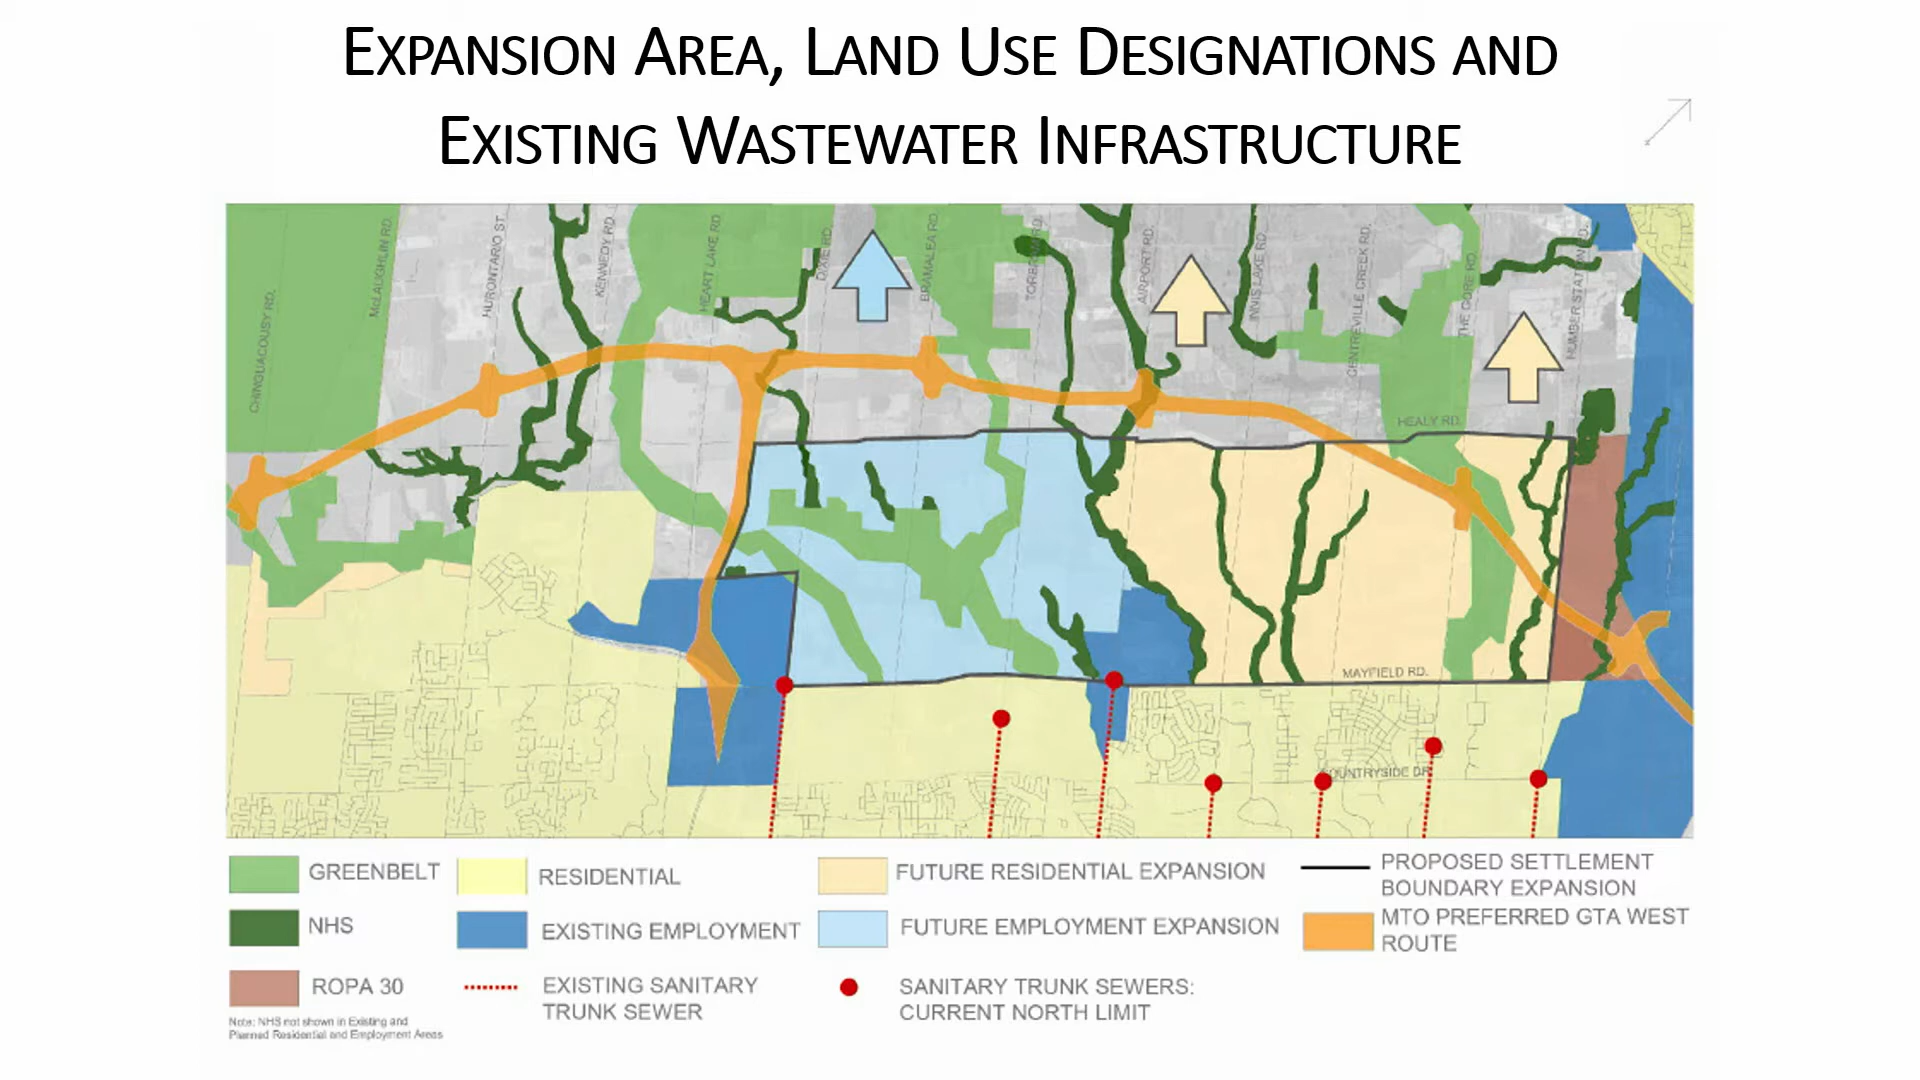 EXPANSION AREA, LAND USE DESIGNATIONS AND
EXISTING WASTEWATER INFRASTRUCTURE
CHINGUACOUSY RD.
McLAUGHLIN RD.
HURONTARIO ST
KENNEDY RD.
HEART LAKE RD
DIXIE RD.
BRAMALEA RD.
TORBRAM RD.
AIRPORT RD.
INNIS LAKE RD.
CENTREVILLE CREEK RD.
THE GORE RD.
HUMBER STATION RD.
HEALY RD.
MAYFIELD RD.
COUNTRYSIDE DR
GREENBELT
RESIDENTIAL
FUTURE RESIDENTIAL EXPANSION
PROPOSED SETTLEMENT
BOUNDARY EXPANSION
NHS
EXISTING EMPLOYMENT
FUTURE EMPLOYMENT EXPANSION
MTO PREFERRED GTA WEST
ROUTE
ROPA 30
EXISTING SANITARY
TRUNK SEWER
SANITARY TRUNK SEWERS:
CURRENT NORTH LIMIT
Note: NHS not shown in Existing and
Planned Residential and Employment Areas